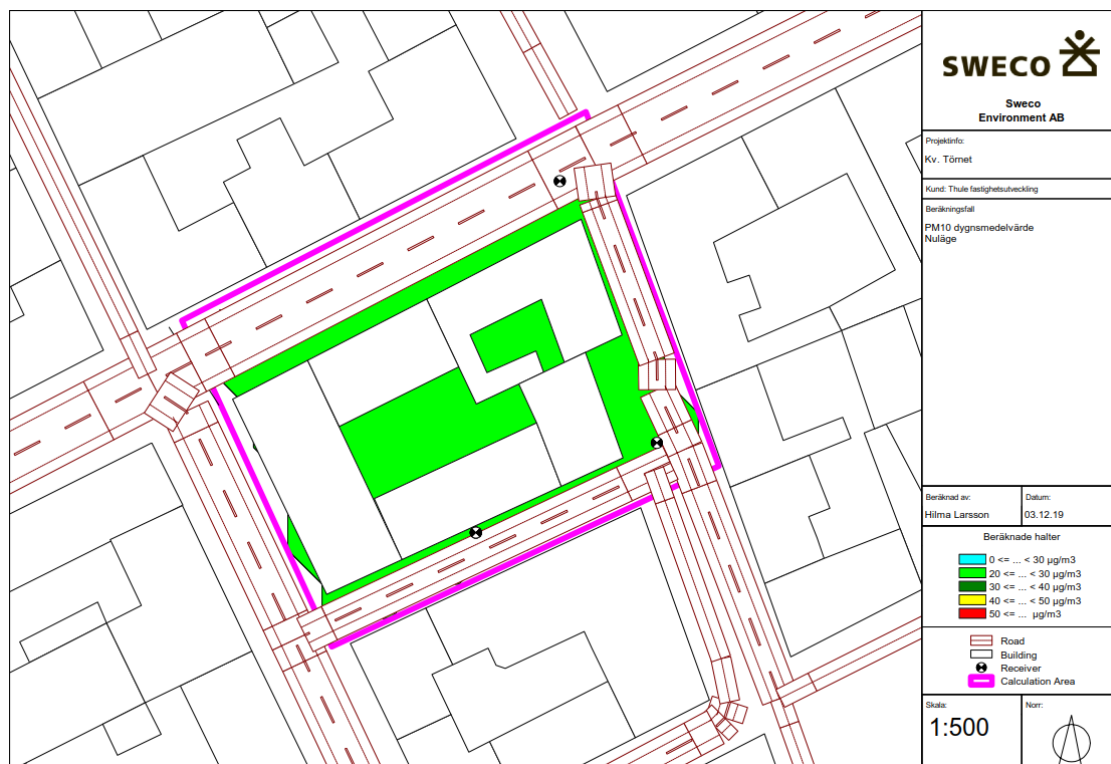 SWECO
Sweco
Environment AB
Projektinfo:
Kv. Törnet
Kund: Thule fastighetsutveckling
Beräkningsfall
PM10 dygnsmedelvärde
Nuläge
Beräknad av:
Hilma Larsson
Datum:
03.12.19
Beräknade halter
0 <= ... < 30 µg/m3
20 <= ... < 30 µg/m3
30 <= ... < 40 µg/m3
40 <= ... < 50 µg/m3
50 <= ... µg/m3
Road
Building
Receiver
Calculation Area
Skala:
1:500
Norr: